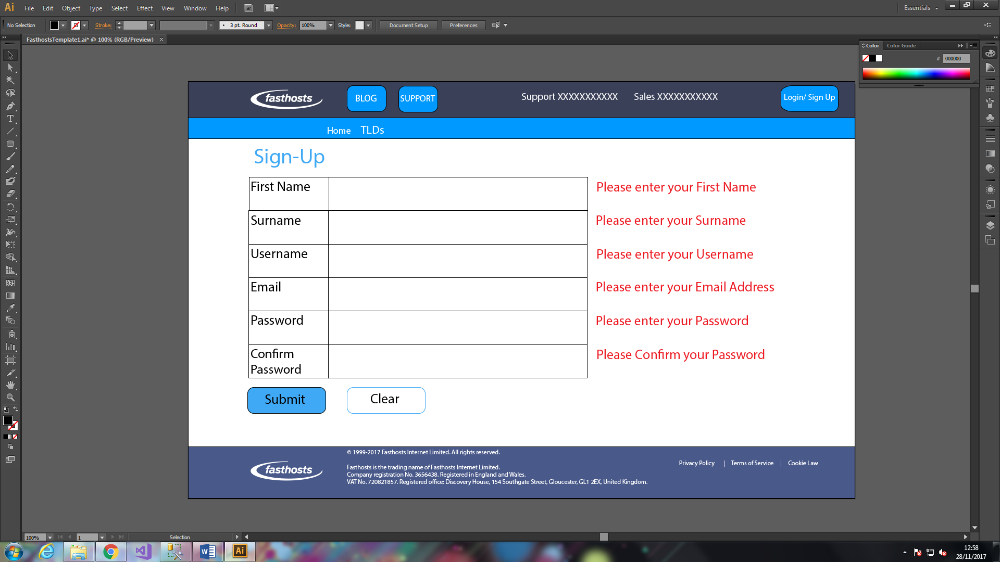 Ai File Edit Object Type Select Effect View Window Help Br Essentials
No Selection Stroke: 3 pt. Round Opacity: 100% Style: Document Setup Preferences
FasthostsTemplate1.ai* @ 100% (RGB/Preview) ×
Color Color Guide
# 000000
fasthosts BLOG SUPPORT Support XXXXXXXXXXX Sales XXXXXXXXXXX Login/ Sign Up
Home TLDs
Sign-Up
First Name Please enter your First Name
Surname Please enter your Surname
Username Please enter your Username
Email Please enter your Email Address
Password Please enter your Password
Confirm Please Confirm your Password
Password
Submit Clear
© 1999-2017 Fasthosts Internet Limited. All rights reserved.
Privacy Policy | Terms of Service | Cookie Law
fasthosts
Fasthosts is the trading name of Fasthosts Internet Limited.
Company registration No. 3656438. Registered in England and Wales.
VAT No. 720821857. Registered office: Discovery House, 154 Southgate Street, Gloucester, GL1 2EX, United Kingdom.
100% 1 Selection
Ai
12:58
28/11/2017